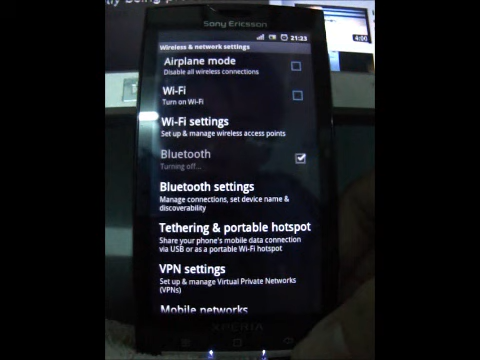 Sony Ericsson
21:23
Wireless & network settings
Airplane mode
Disable all wireless connections
Wi-Fi
Turn on Wi-Fi
Wi-Fi settings
Set up & manage wireless access points
Bluetooth
Turning off...
Bluetooth settings
Manage connections, set device name &
discoverability
Tethering & portable hotspot
Share your phone's mobile data connection
via USB or as a portable Wi-Fi hotspot
VPN settings
Set up & manage Virtual Private Networks
(VPNs)
Mobile networks
XPERIA